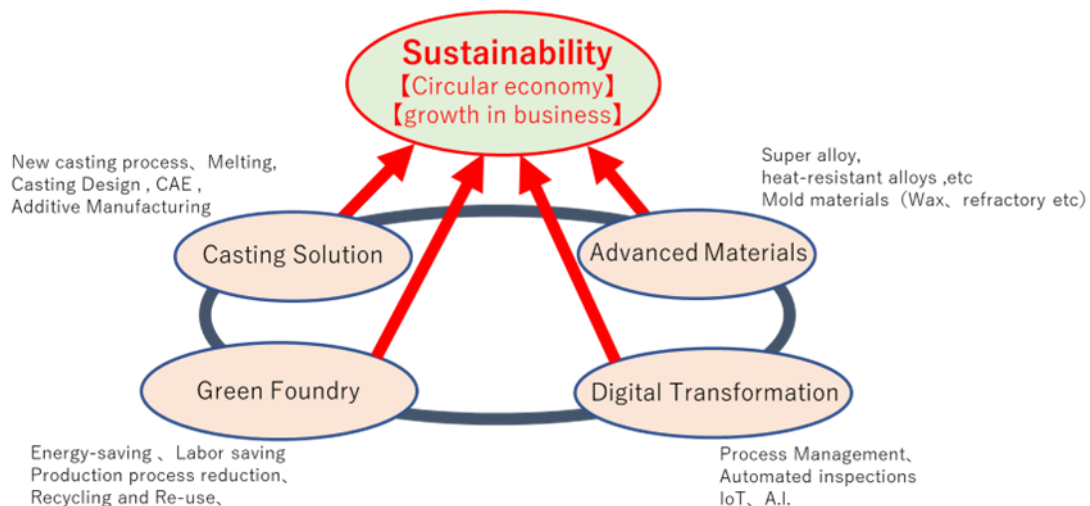 Sustainability
【Circular economy】
【growth in business】
New casting process、Melting,
Casting Design , CAE ,
Additive Manufacturing
Super alloy,
heat-resistant alloys ,etc
Mold materials（Wax、refractory etc）
Casting Solution
Advanced Materials
Green Foundry
Digital Transformation
Energy-saving 、Labor saving
Production process reduction、
Recycling and Re-use、
Process Management、
Automated inspections
IoT、A.I.